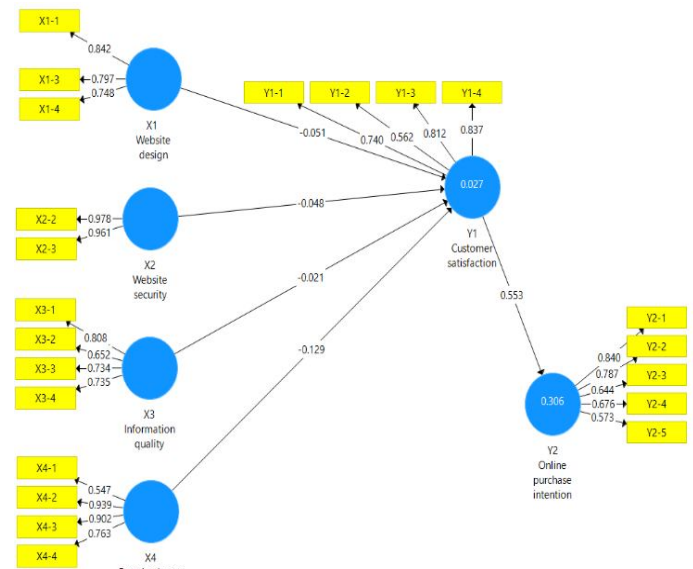 X1-1
0.842
X1-3
0.797
X1-4
0.748
X1
Website
design
-0.051
Y1-1
Y1-2
Y1-3
Y1-4
0.740
0.562
0.812
0.837
0.027
Y1
Customer
satisfaction
X2-2
0.978
X2-3
0.961
X2
Website
security
-0.048
X3-1
0.808
X3-2
0.652
X3-3
0.734
X3-4
0.735
X3
Information
quality
-0.021
0.553
Y2-1
0.840
Y2-2
0.787
Y2-3
0.644
Y2-4
0.676
Y2-5
0.573
0.306
Y2
Online
purchase
intention
X4-1
0.547
X4-2
0.939
X4-3
0.902
X4-4
0.763
X4
-0.129